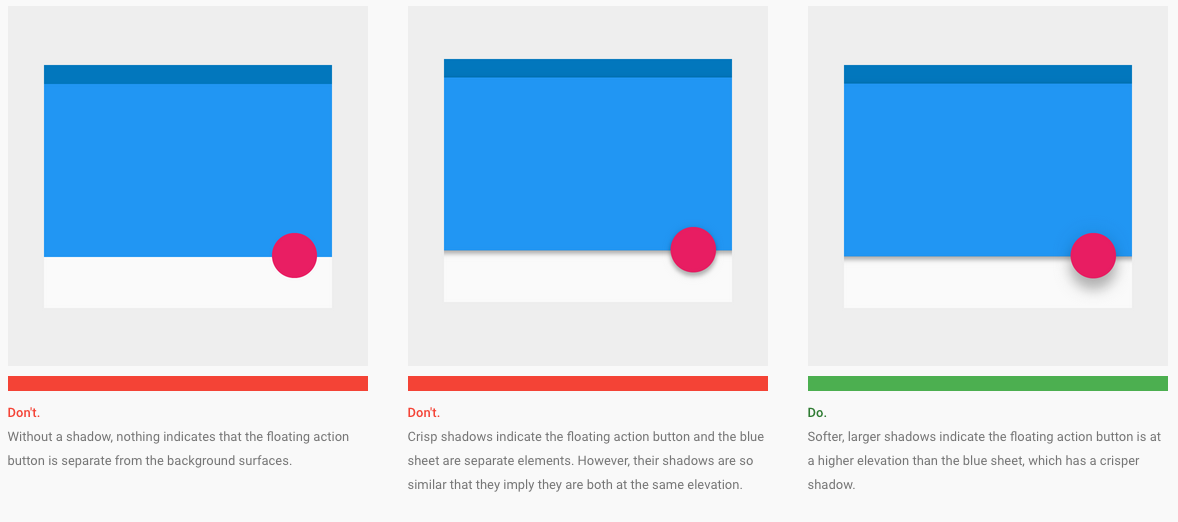 Don't.
Without a shadow, nothing indicates that the floating action
button is separate from the background surfaces.
Don't.
Crisp shadows indicate the floating action button and the blue
sheet are separate elements. However, their shadows are so
similar that they imply they are both at the same elevation.
Do.
Softer, larger shadows indicate the floating action button is at
a higher elevation than the blue sheet, which has a crisper
shadow.